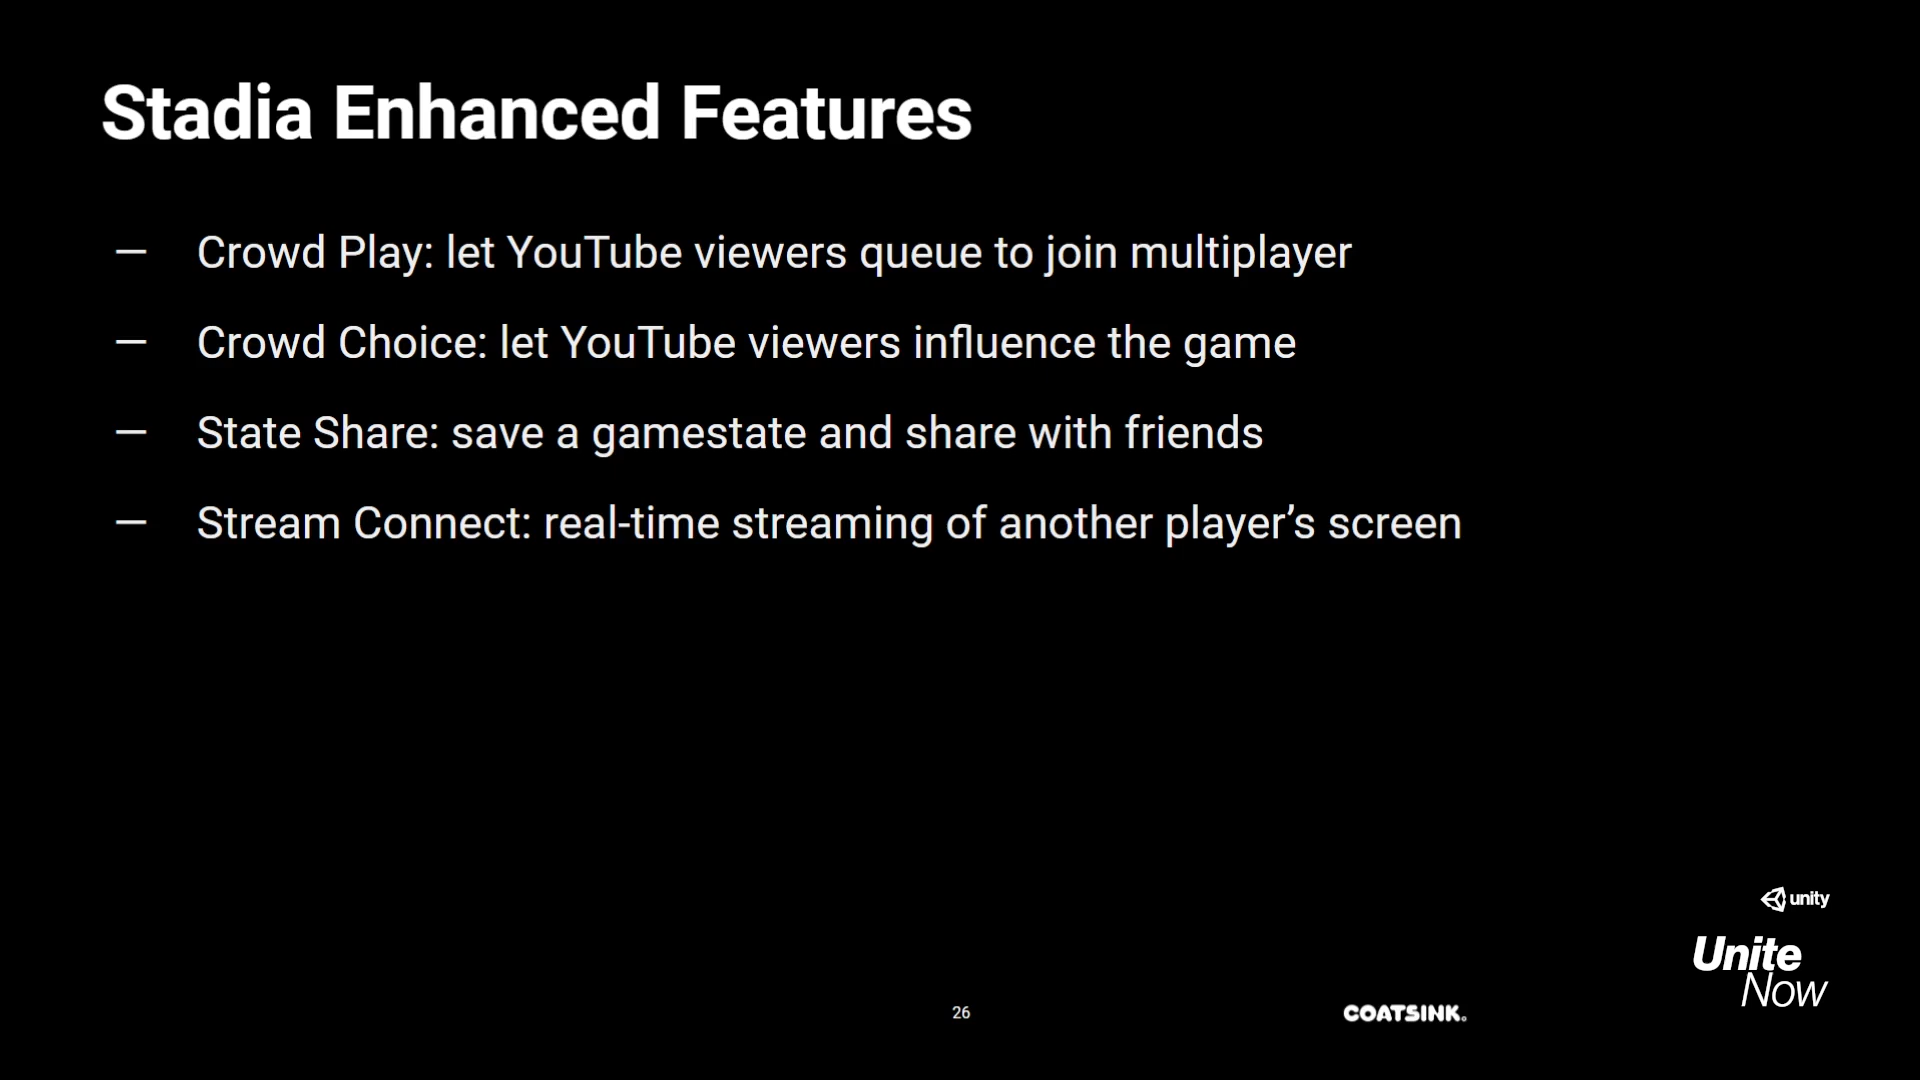 Stadia Enhanced Features
— Crowd Play: let YouTube viewers queue to join multiplayer
— Crowd Choice: let YouTube viewers influence the game
— State Share: save a gamestate and share with friends
— Stream Connect: real-time streaming of another player’s screen
unity
Unite
Now
26
COATSINK.